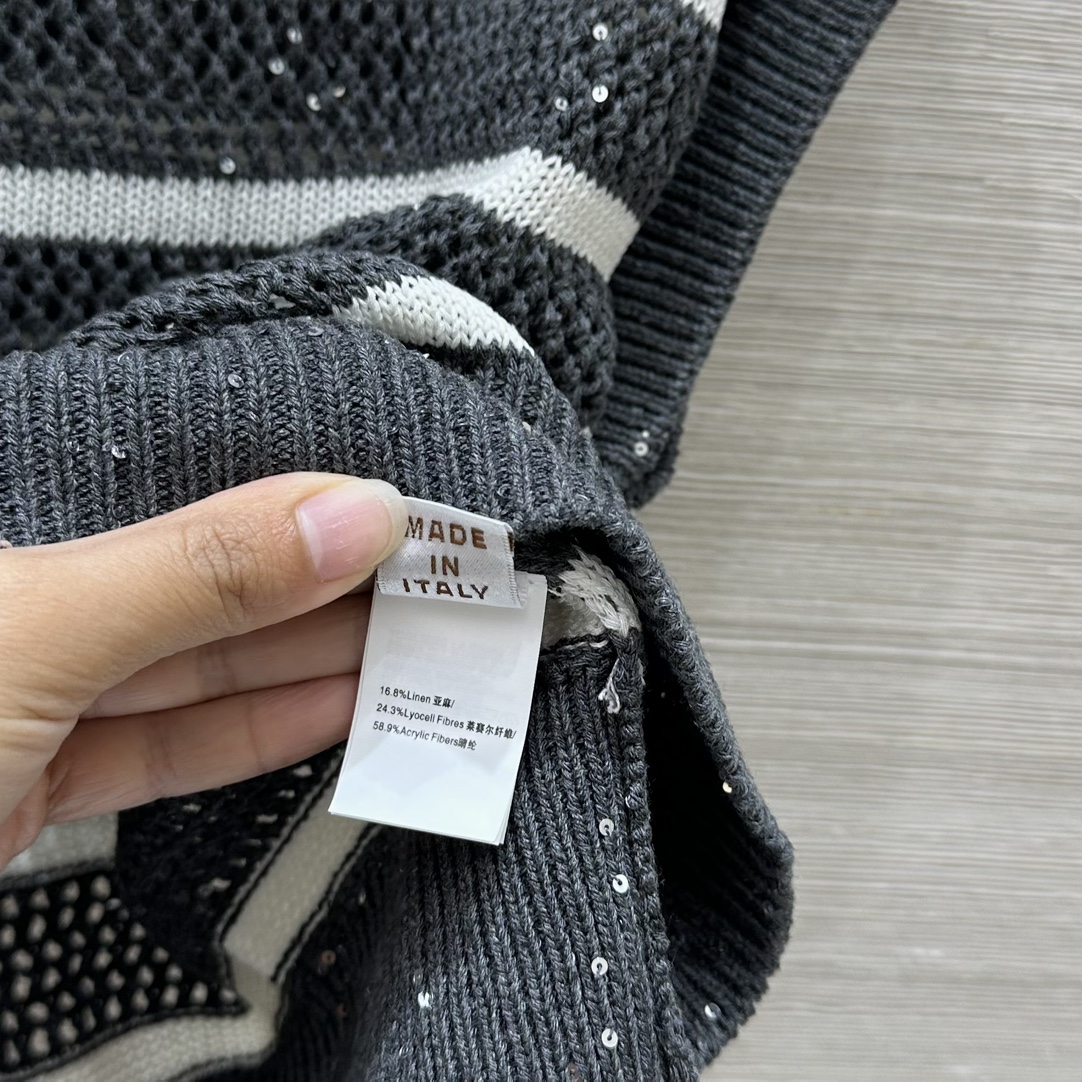 MADE
IN
ITALY
16.8%Linen 亚麻/
24.3%Lyocell Fibres 莱赛尔纤维/
58.9%Acrylic Fibers腈纶